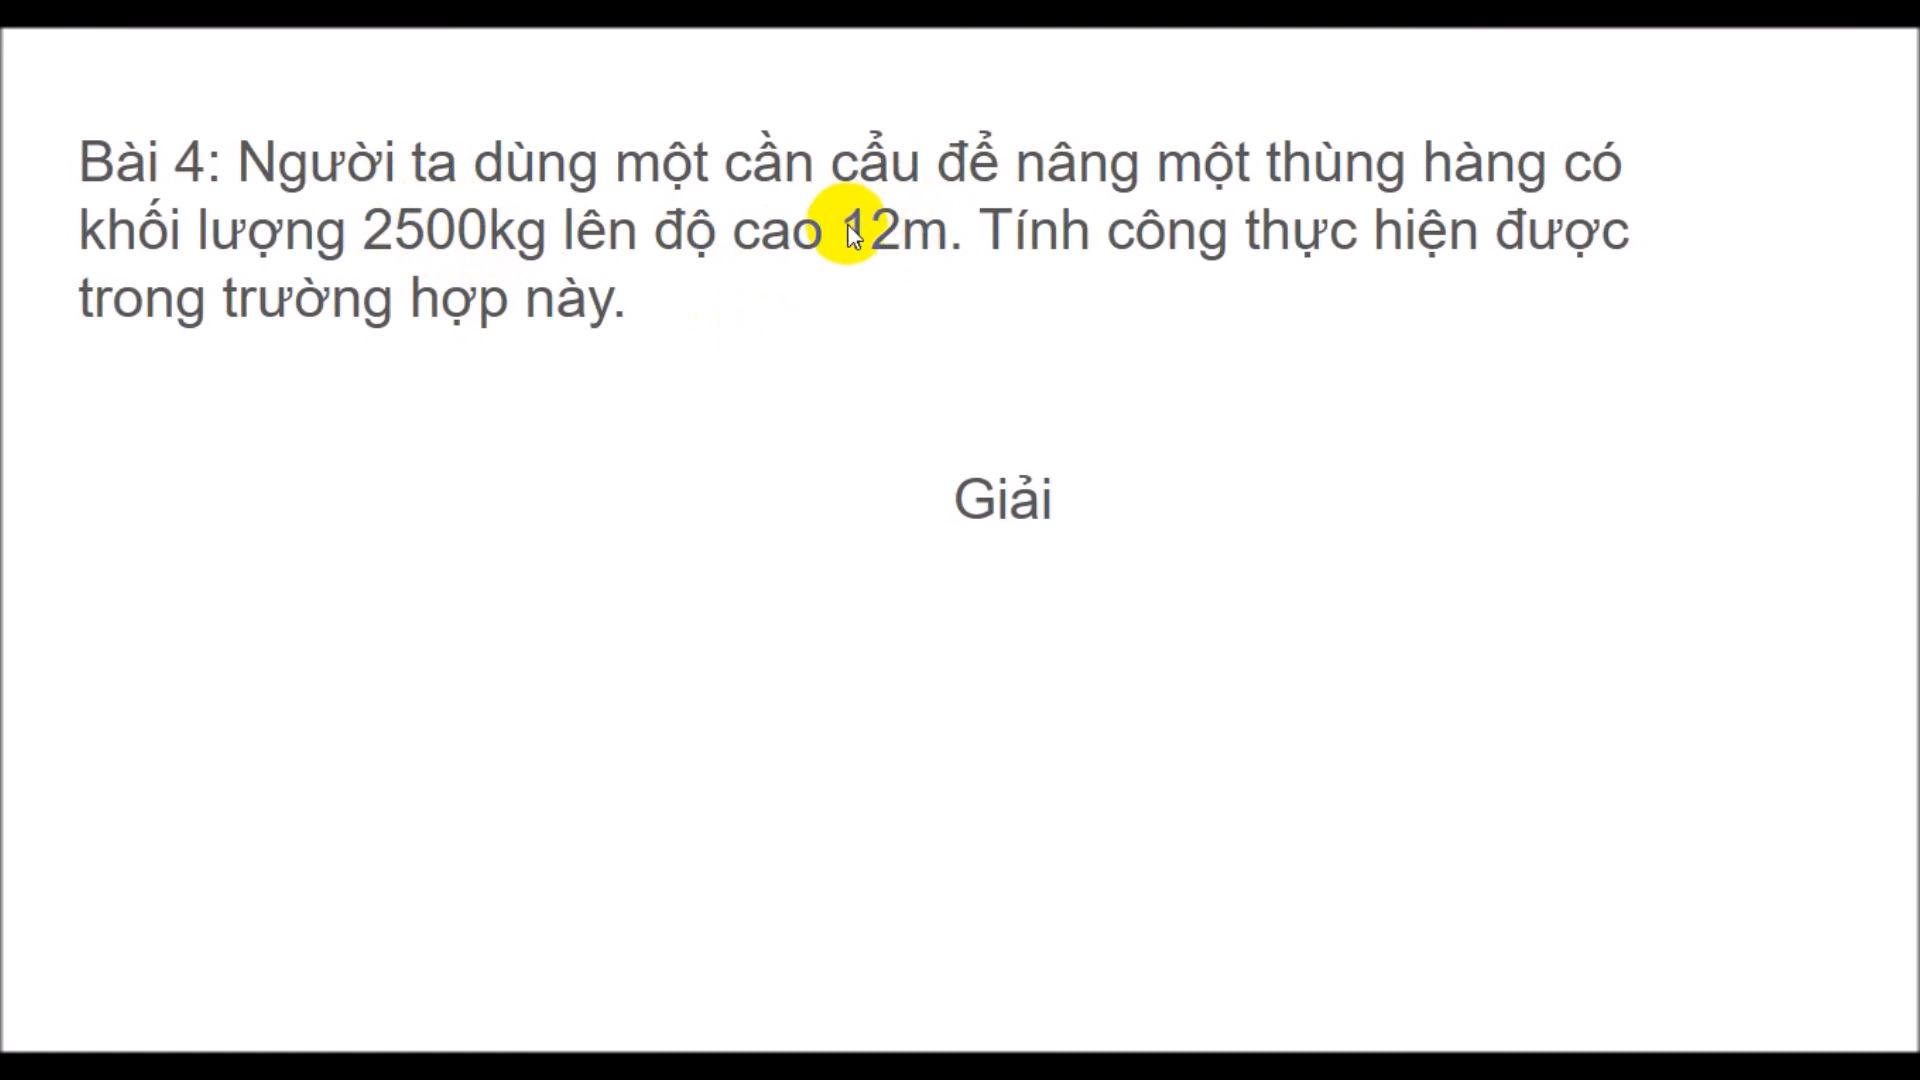 Bài 4: Người ta dùng một cần cẩu để nâng một thùng hàng có
khối lượng 2500kg lên độ cao 12m. Tính công thực hiện được
trong trường hợp này.
Giải